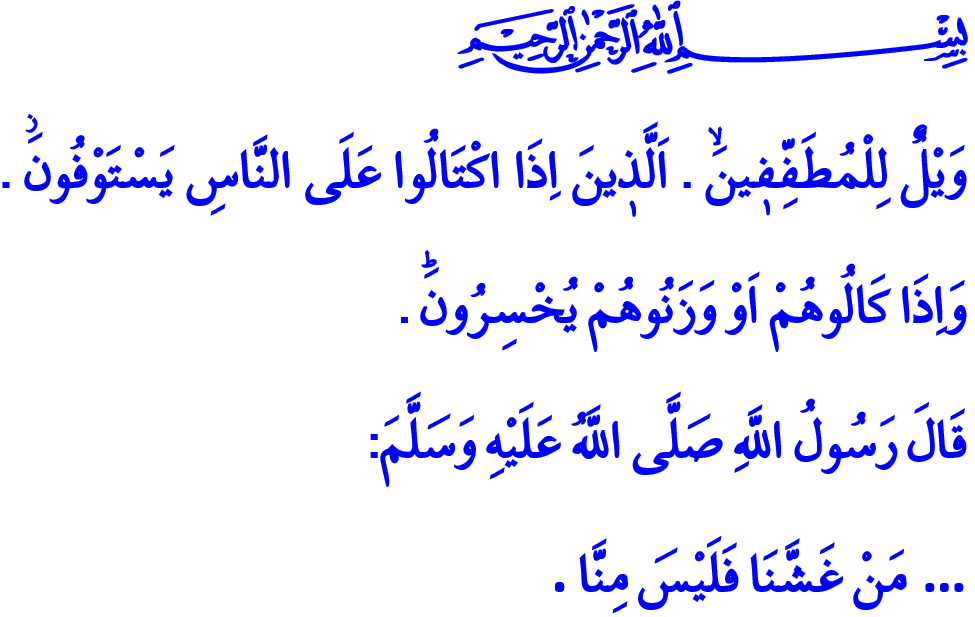 بِسْمِ اللّٰهِ الرَّحْمٰنِ الرَّحِيمِ
وَيْلٌ لِلْمُطَفِّف۪ينَۙ . اَلَّذ۪ينَ اِذَا اكْتَالُوا عَلَى النَّاسِ يَسْتَوْفُونَۘ .
وَاِذَا كَالُوهُمْ اَوْ وَزَنُوهُمْ يُخْسِرُونَۜ .
قَالَ رَسُولُ اللَّهِ صَلَّى اللَّهُ عَلَيْهِ وَسَلَّمَ:
... مَنْ غَشَّنَا فَلَيْسَ مِنَّا .